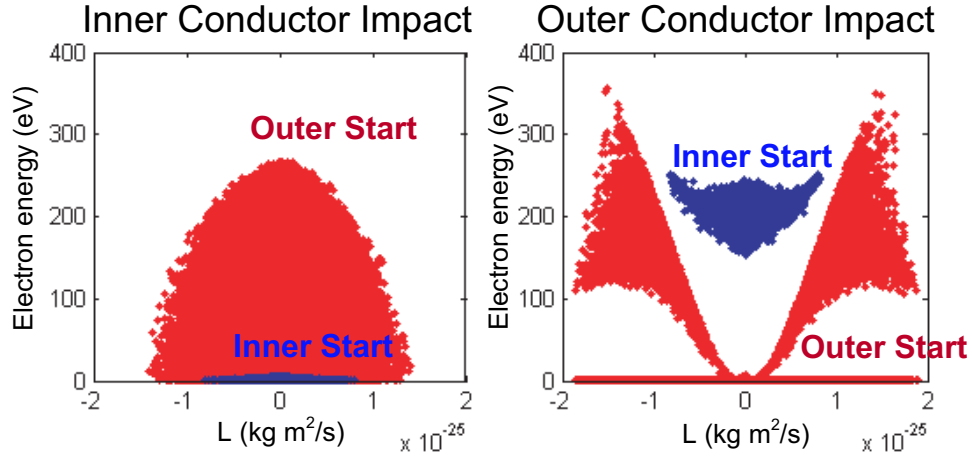 Inner Conductor Impact
400
300
200
100
0
Electron energy (eV)
Outer Start
Inner Start
-2
-1
0
1
2
L (kg m²/s)
x 10⁻²⁵
Outer Conductor Impact
400
300
200
100
0
Electron energy (eV)
Inner Start
Outer Start
-2
-1
0
1
2
L (kg m²/s)
x 10⁻²⁵